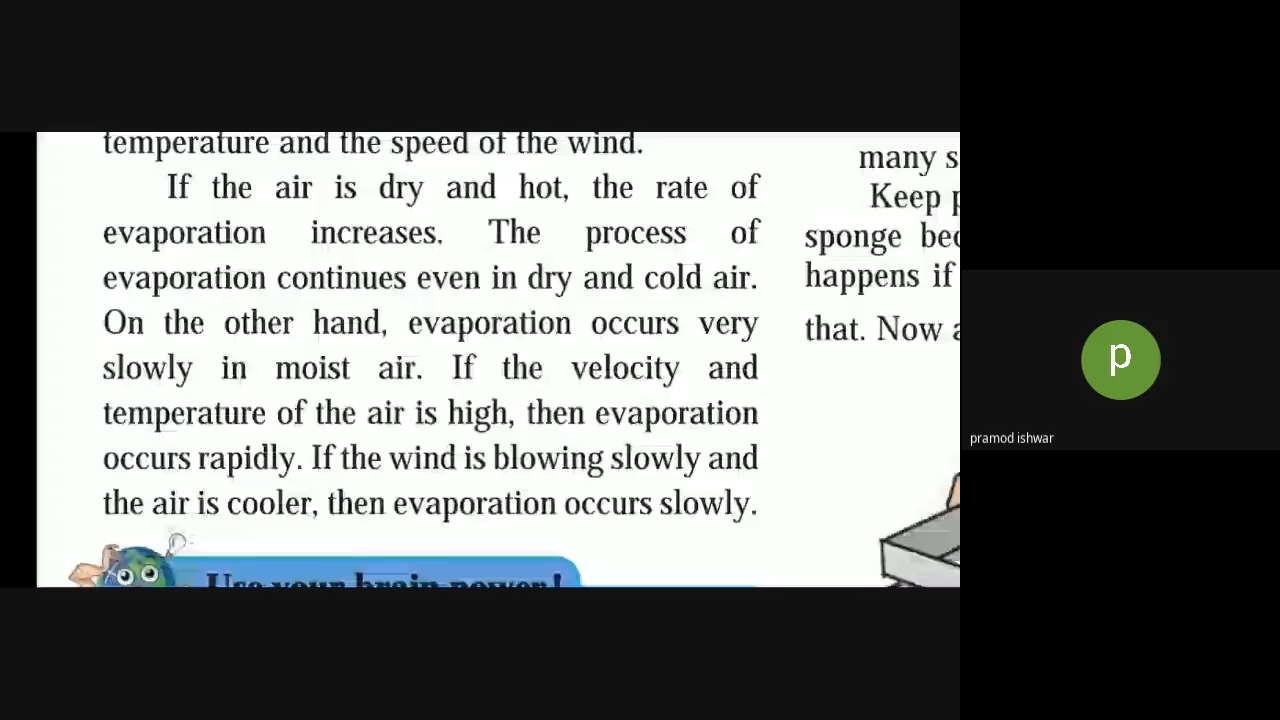 temperature and the speed of the wind.
If the air is dry and hot, the rate of
evaporation increases. The process of
evaporation continues even in dry and cold air.
On the other hand, evaporation occurs very
slowly in moist air. If the velocity and
temperature of the air is high, then evaporation
occurs rapidly. If the wind is blowing slowly and
the air is cooler, then evaporation occurs slowly.
Use your brain power!
many
Keep
sponge
happens if
that. Now
p
pramod ishwar